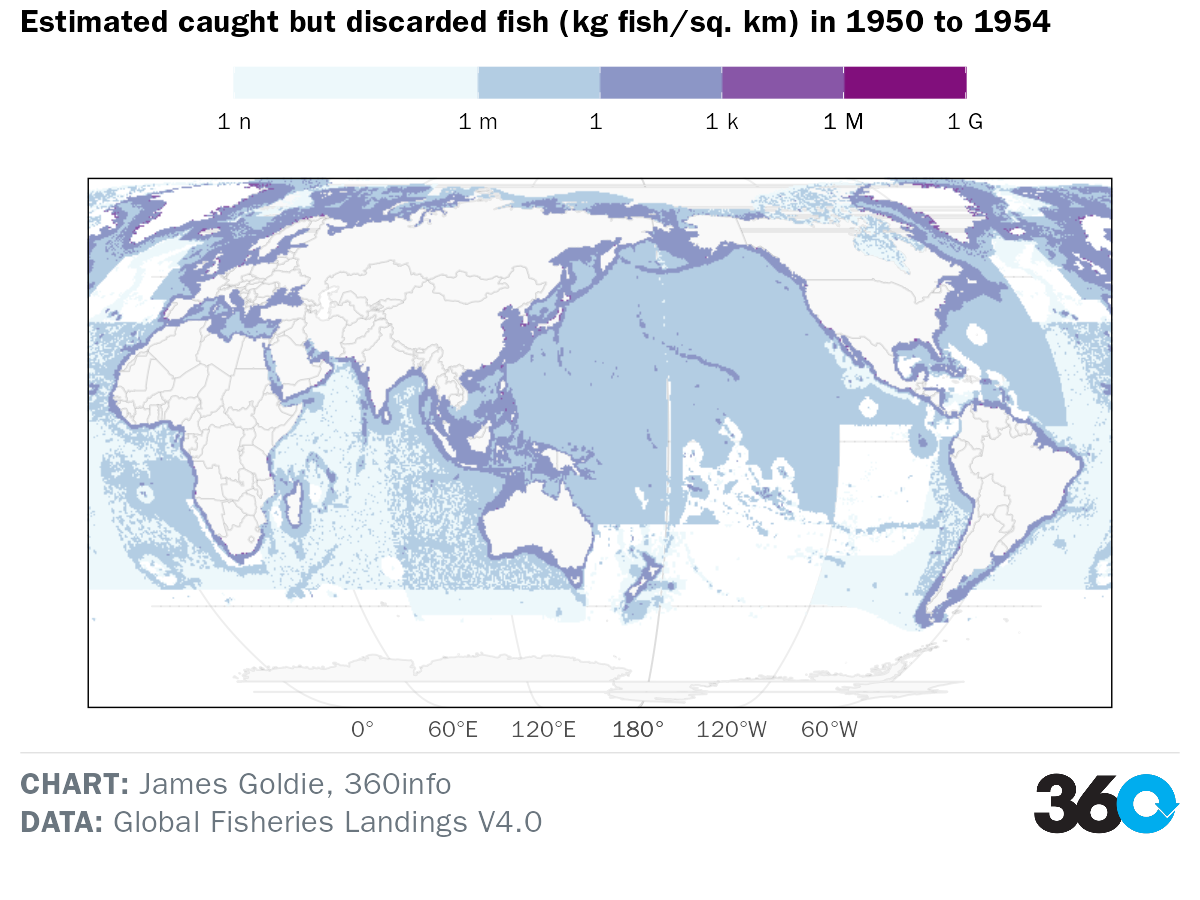 Estimated caught but discarded fish (kg fish/sq. km) in 1950 to 1954
1 n 1 m 1 1 k 1 M 1 G
0° 60°E 120°E 180° 120°W 60°W
CHART: James Goldie, 360info
DATA: Global Fisheries Landings V4.0
360